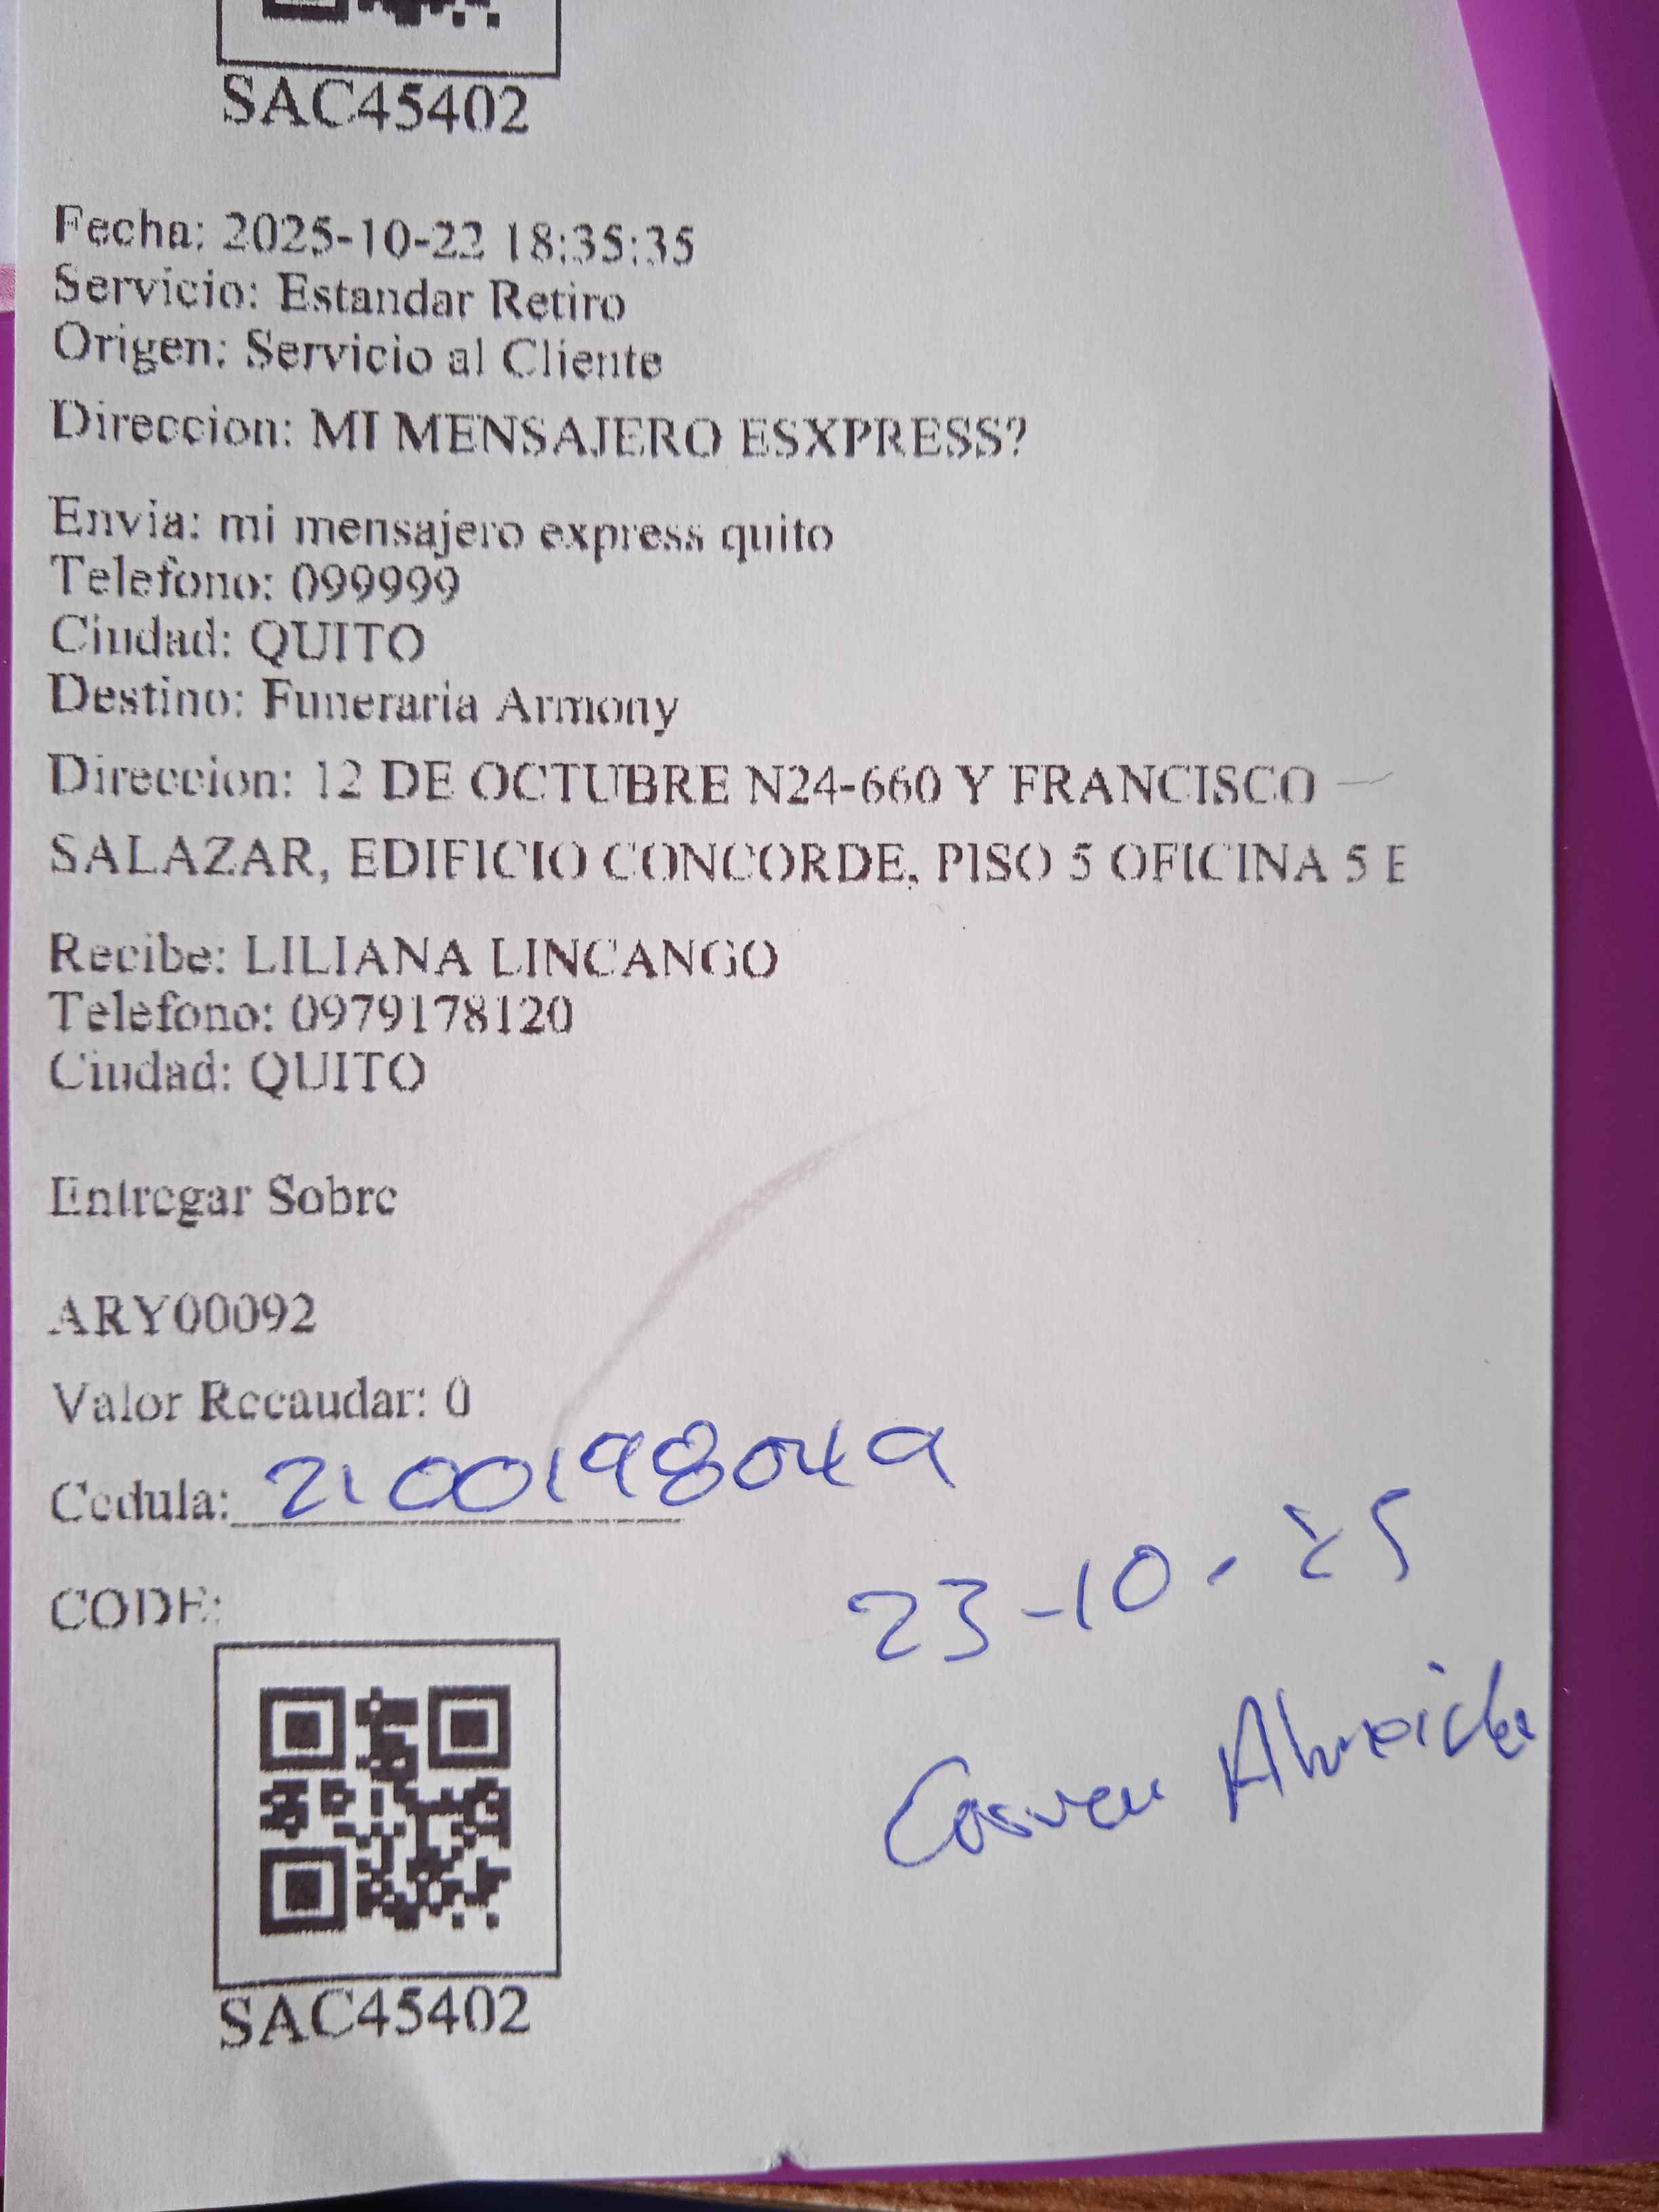 SAC45402
Fecha: 2025-10-22 18:35:35
Servicio: Estandar Retiro
Origen: Servicio al Cliente
Direccion: MI MENSAJERO ESXPRESS?
Envia: mi mensajero express quito
Telefono: 099999
Ciudad: QUITO
Destino: Funeraria Armony
Direccion: 12 DE OCTUBRE N24-660 Y FRANCISCO
SALAZAR, EDIFICIO CONCORDE, PISO 5 OFICINA 5 E
Recibe: LILIANA LINCANGO
Telefono: 0979178120
Ciudad: QUITO
Entregar Sobre
ARY00092
Valor Recaudar: 0
Cedula: 2100198049
23-10-25
CODE:
SAC45402